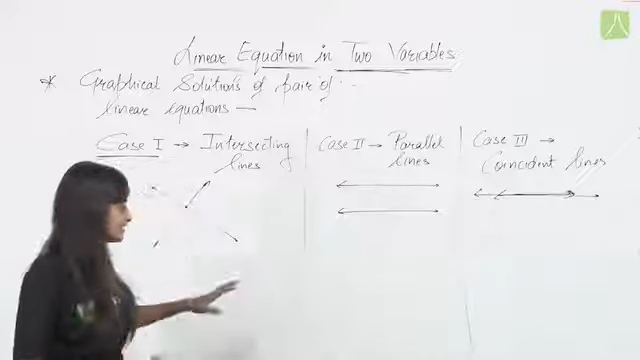 Linear Equation in Two Variables
* Graphical Solutions of pair of
linear equations —
Case I → Intersecting
lines
Case II → Parallel
lines
Case III →
Coincident lines